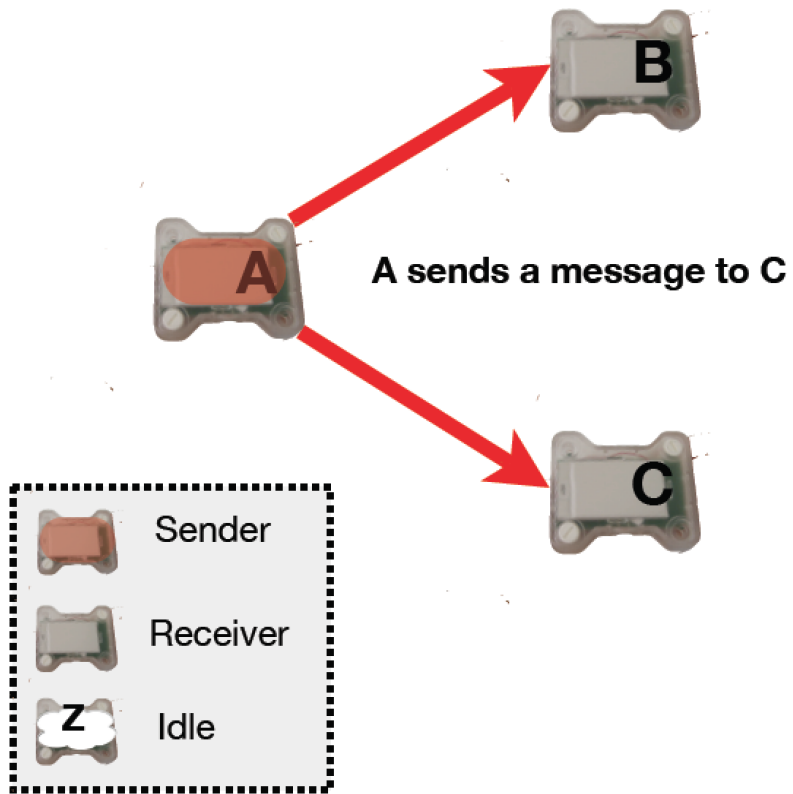 B
A
A sends a message to C
C
Sender
Receiver
Z
Idle